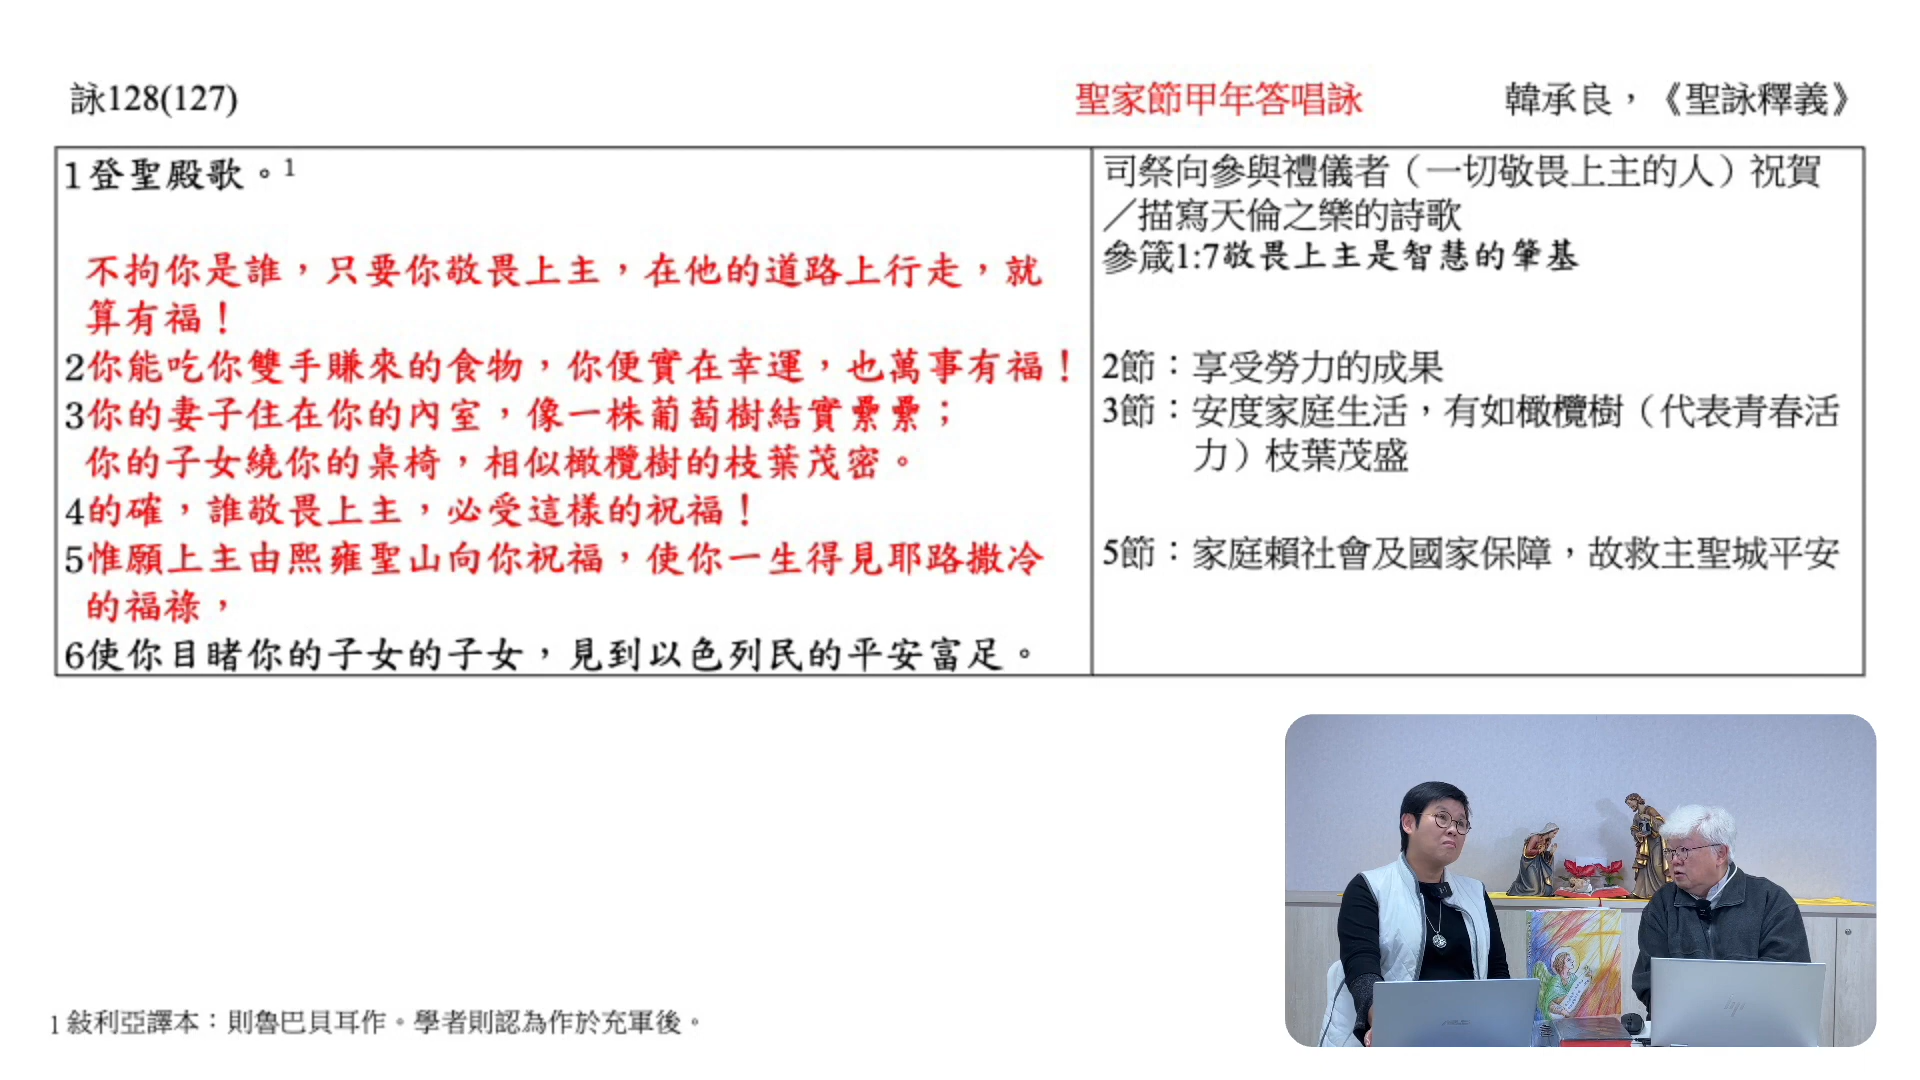 詠128(127)
聖家節甲年答唱詠
韓承良，《聖詠釋義》
1登聖殿歌。1
不拘你是誰，只要你敬畏上主，在他的道路上行走，就
算有福！
2你能吃你雙手賺來的食物，你便實在幸運，也萬事有福！
3你的妻子住在你的內室，像一株葡萄樹結實纍纍；
你的子女繞你的桌椅，相似橄欖樹的枝葉茂密。
4的確，誰敬畏上主，必受這樣的祝福！
5惟願上主由熙雍聖山向你祝福，使你一生得見耶路撒冷
的福祿，
6使你目睹你的子女的子女，見到以色列民的平安富足。
司祭向參與禮儀者（一切敬畏上主的人）祝賀
／描寫天倫之樂的詩歌
參箴1:7敬畏上主是智慧的肇基
2節：享受勞力的成果
3節：安度家庭生活，有如橄欖樹（代表青春活
力）枝葉茂盛
5節：家庭賴社會及國家保障，故救主聖城平安
1 敍利亞譯本：則魯巴貝耳作。學者則認為作於充軍後。